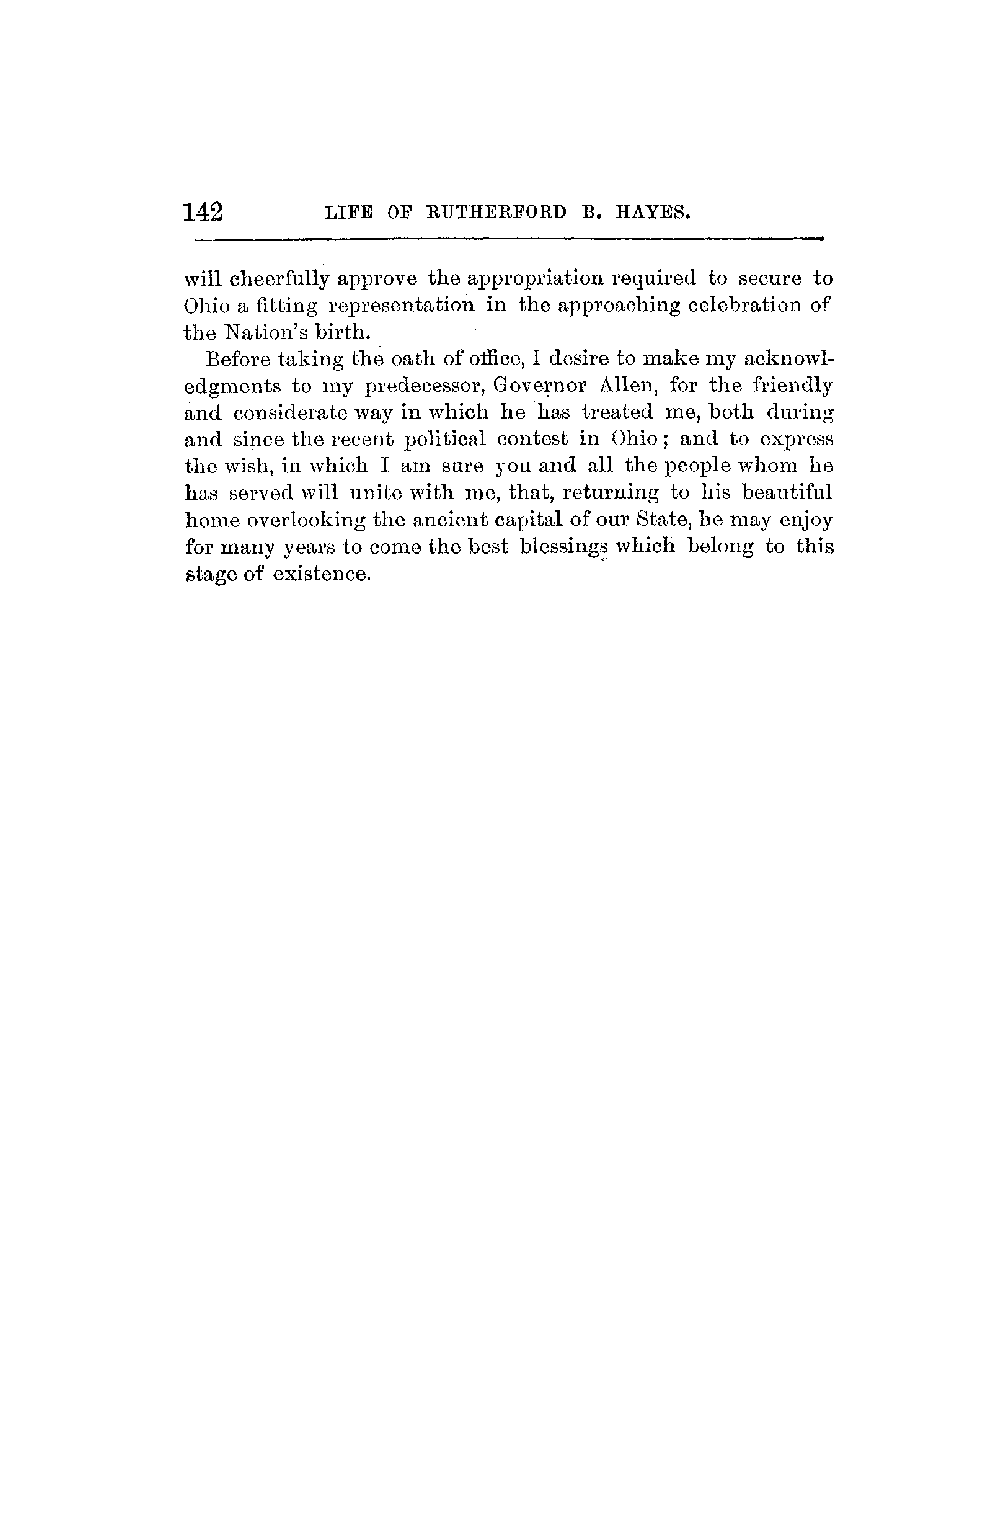 142 LIFE OF RUTHERFORD B. HAYES.
will cheerfully approve the appropriation required to secure to
Ohio a fitting representation in the approaching celebration of
the Nation's birth.
Before taking the oath of office, I desire to make my acknowl-
edgments to my predecessor, Governor Allen, for the friendly
and considerate way in which he has treated me, both during
and since the recent political contest in Ohio; and to express
the wish, in which I am sure you and all the people whom he
has served will unite with me, that, returning to his beautiful
home overlooking the ancient capital of our State, he may enjoy
for many years to come the best blessings which belong to this
stage of existence.